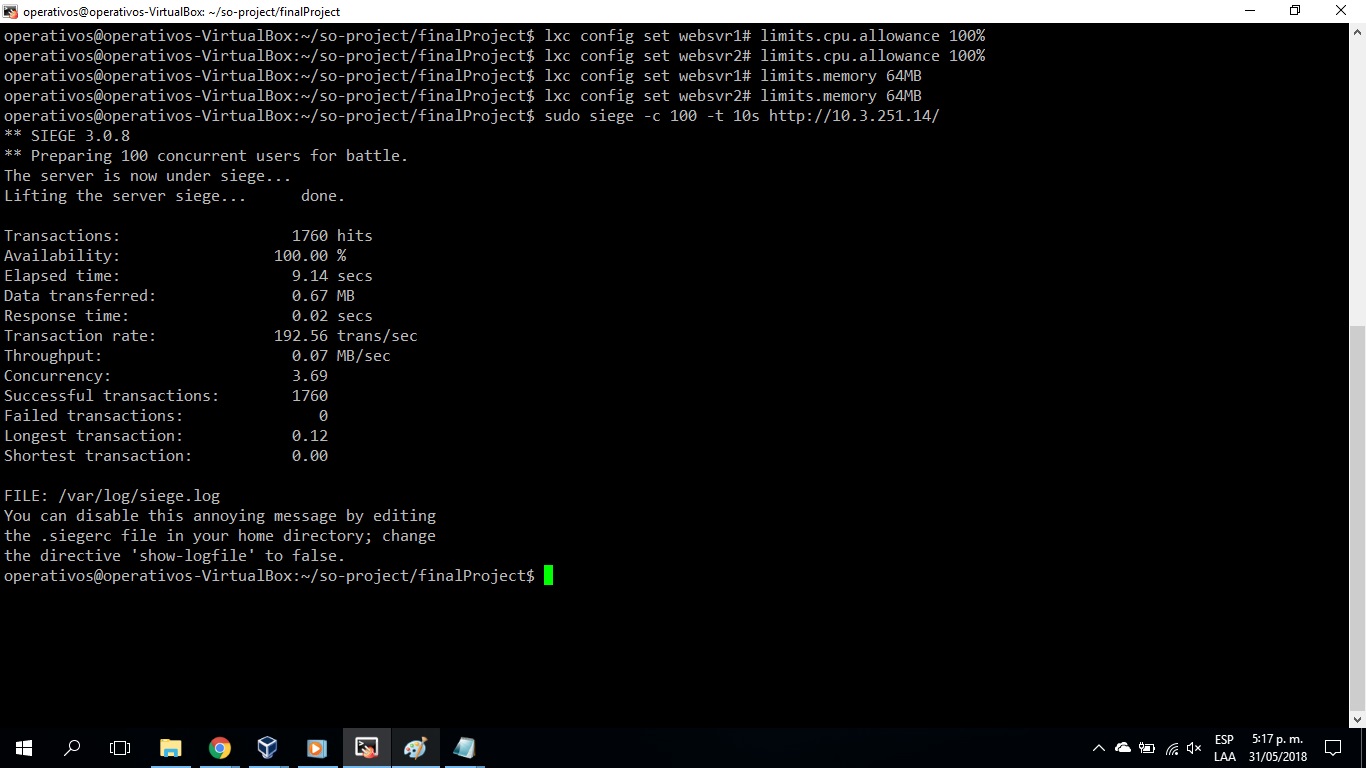 operativos@operativos-VirtualBox: ~/so-project/finalProject
operativos@operativos-VirtualBox:~/so-project/finalProject$ lxc config set websvr1# limits.cpu.allowance 100%
operativos@operativos-VirtualBox:~/so-project/finalProject$ lxc config set websvr2# limits.cpu.allowance 100%
operativos@operativos-VirtualBox:~/so-project/finalProject$ lxc config set websvr1# limits.memory 64MB
operativos@operativos-VirtualBox:~/so-project/finalProject$ lxc config set websvr2# limits.memory 64MB
operativos@operativos-VirtualBox:~/so-project/finalProject$ sudo siege -c 100 -t 10s http://10.3.251.14/
** SIEGE 3.0.8
** Preparing 100 concurrent users for battle.
The server is now under siege...
Lifting the server siege...      done.
Transactions:                   1760 hits
Availability:                 100.00 %
Elapsed time:                   9.14 secs
Data transferred:               0.67 MB
Response time:                  0.02 secs
Transaction rate:             192.56 trans/sec
Throughput:                     0.07 MB/sec
Concurrency:                    3.69
Successful transactions:        1760
Failed transactions:               0
Longest transaction:            0.12
Shortest transaction:           0.00
FILE: /var/log/siege.log
You can disable this annoying message by editing
the .siegerc file in your home directory; change
the directive 'show-logfile' to false.
operativos@operativos-VirtualBox:~/so-project/finalProject$
ESP
LAA
5:17 p. m.
31/05/2018